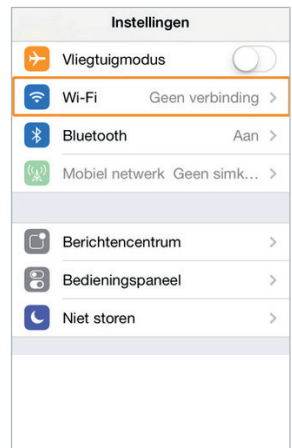 Instellingen
Vliegtuigmodus
Wi-Fi Geen verbinding
Bluetooth Aan
Mobiel netwerk Geen simk...
Berichtencentrum
Bedieningspaneel
Niet storen